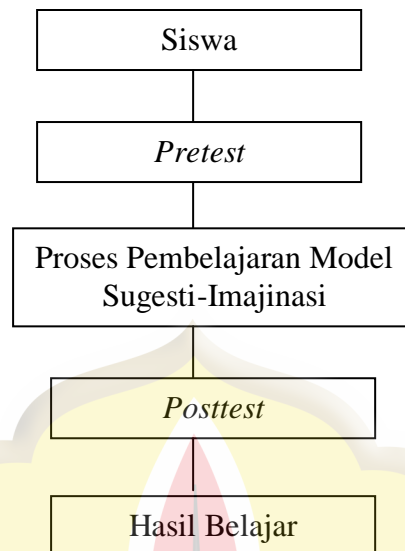 Siswa
Pretest
Proses Pembelajaran Model
Sugesti-Imajinasi
Posttest
Hasil Belajar